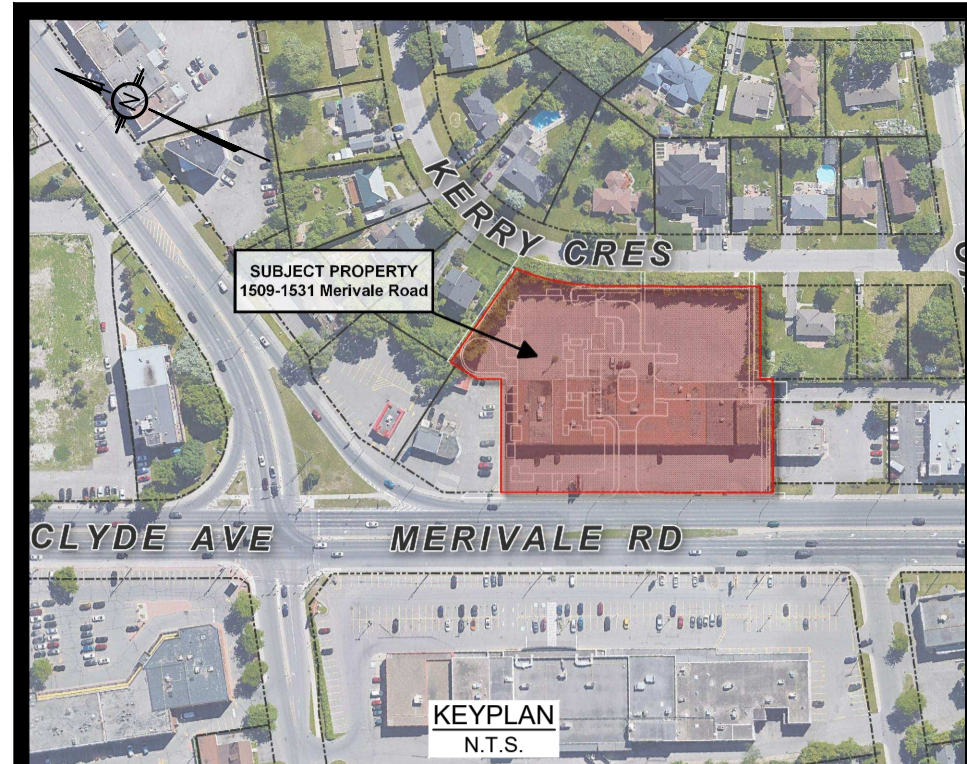 N
KERRY CRES
SUBJECT PROPERTY
1509-1531 Merivale Road
CLYDE AVE
MERIVALE RD
KEYPLAN
N.T.S.